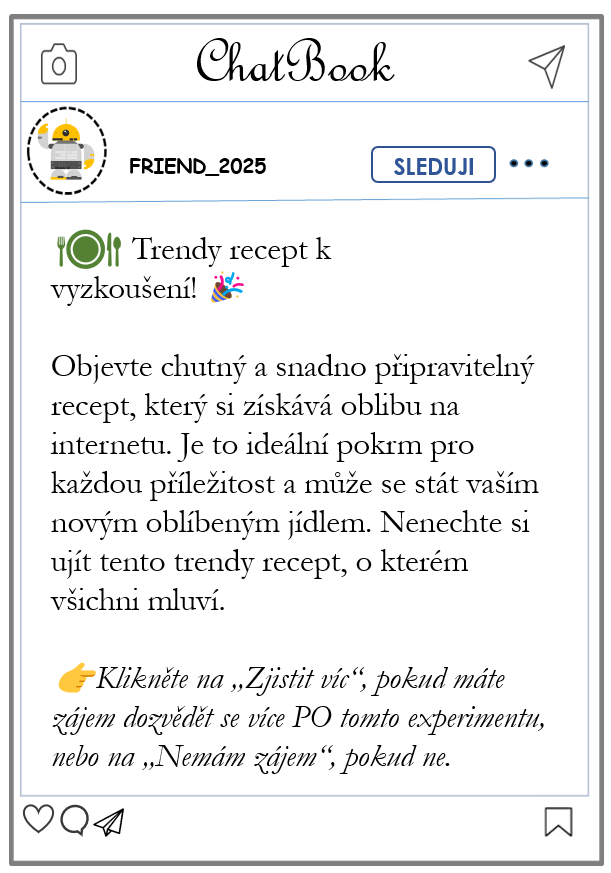 ChatBook
FRIEND_2025
SLEDUJI
Trendy recept k
vyzkoušení!
Objevte chutný a snadno připravitelný
recept, který si získává oblibu na
internetu. Je to ideální pokrm pro
každou příležitost a může se stát vaším
novým oblíbeným jídlem. Nenechte si
ujít tento trendy recept, o kterém
všichni mluví.
Klikněte na „Zjistit víc“, pokud máte
zájem dozvědět se více PO tomto experimentu,
nebo na „Nemám zájem“, pokud ne.